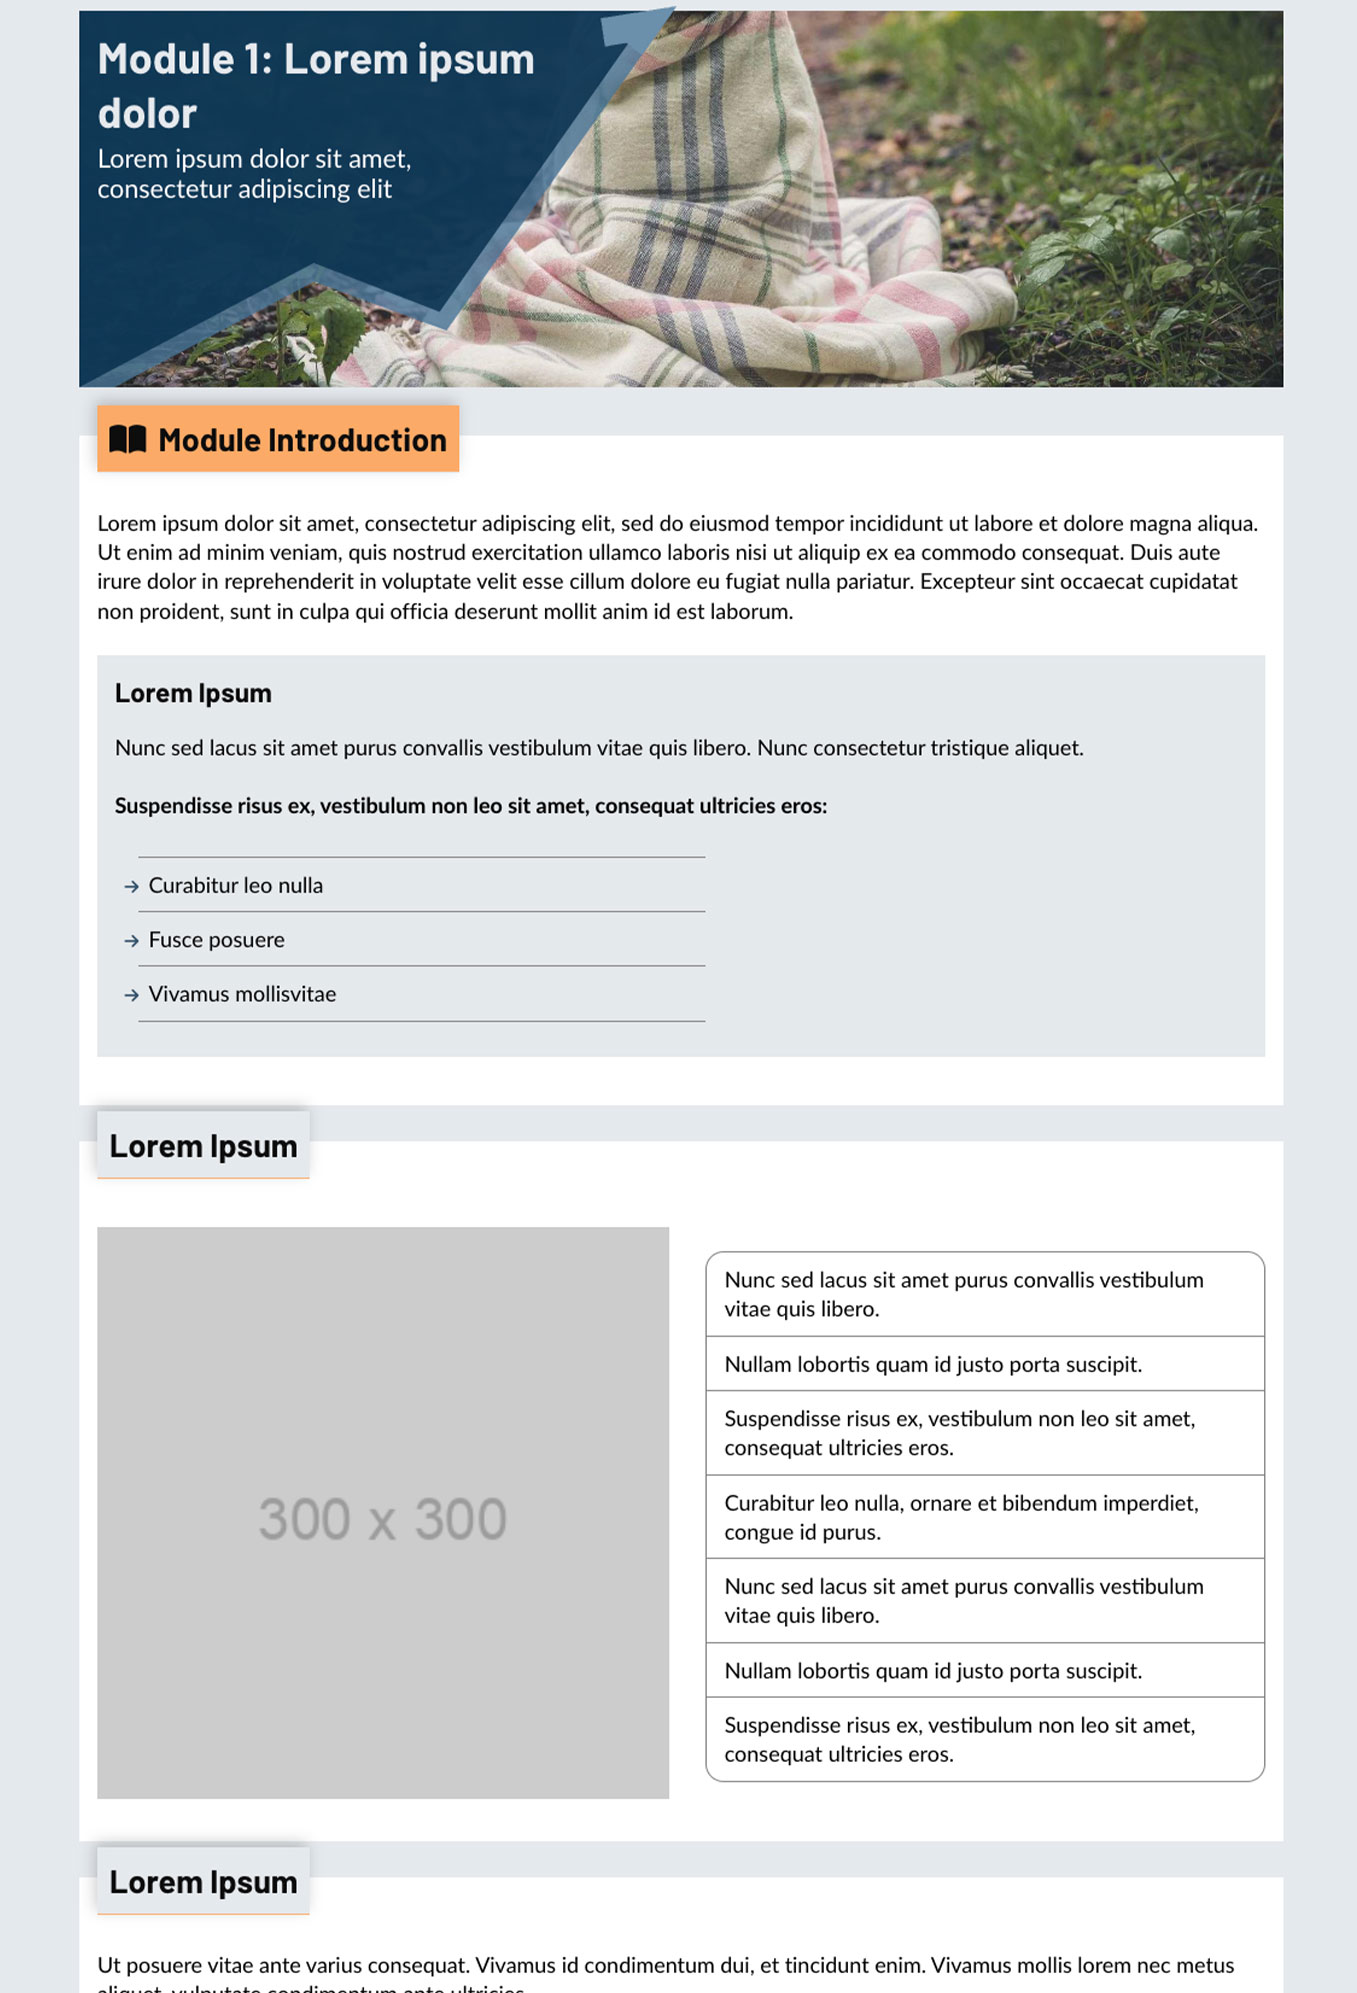 Module 1: Lorem ipsum
dolor
Lorem ipsum dolor sit amet,
consectetur adipiscing elit
Module Introduction
Lorem ipsum dolor sit amet, consectetur adipiscing elit, sed do eiusmod tempor incididunt ut labore et dolore magna aliqua.
Ut enim ad minim veniam, quis nostrud exercitation ullamco laboris nisi ut aliquip ex ea commodo consequat. Duis aute
irure dolor in reprehenderit in voluptate velit esse cillum dolore eu fugiat nulla pariatur. Excepteur sint occaecat cupidatat
non proident, sunt in culpa qui officia deserunt mollit anim id est laborum.
Lorem Ipsum
Nunc sed lacus sit amet purus convallis vestibulum vitae quis libero. Nunc consectetur tristique aliquet.
Suspendisse risus ex, vestibulum non leo sit amet, consequat ultricies eros:
→ Curabitur leo nulla
→ Fusce posuere
→ Vivamus mollisvitae
Lorem Ipsum
300 x 300
Nunc sed lacus sit amet purus convallis vestibulum
vitae quis libero.
Nullam lobortis quam id justo porta suscipit.
Suspendisse risus ex, vestibulum non leo sit amet,
consequat ultricies eros.
Curabitur leo nulla, ornare et bibendum imperdiet,
congue id purus.
Nunc sed lacus sit amet purus convallis vestibulum
vitae quis libero.
Nullam lobortis quam id justo porta suscipit.
Suspendisse risus ex, vestibulum non leo sit amet,
consequat ultricies eros.
Lorem Ipsum
Ut posuere vitae ante varius consequat. Vivamus id condimentum dui, et tincidunt enim. Vivamus mollis lorem nec metus
aliquet, vulputate condimentum ante ultricies.